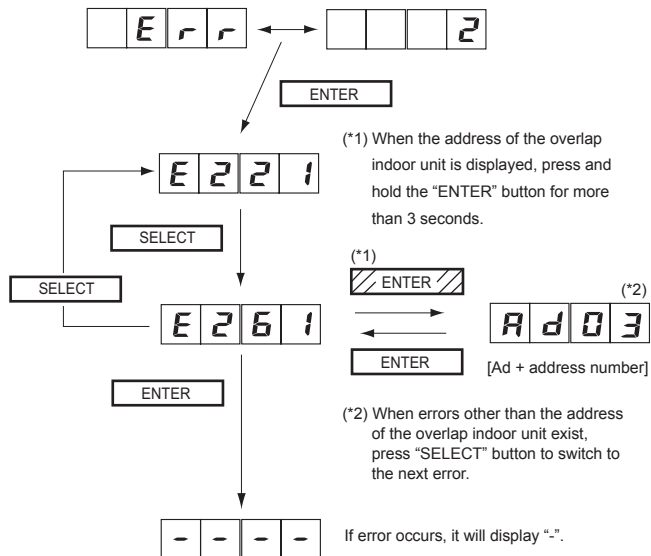 E r r
2
ENTER
(*1) When the address of the overlap
indoor unit is displayed, press and
hold the “ENTER” button for more
than 3 seconds.
E 2 2 1
SELECT
SELECT
(*1)
ENTER
(*2)
E 2 6 1
A d 0 3
ENTER
[Ad + address number]
ENTER
(*2) When errors other than the address
of the overlap indoor unit exist,
press “SELECT” button to switch to
the next error.
- - - -
If error occurs, it will display “-”.